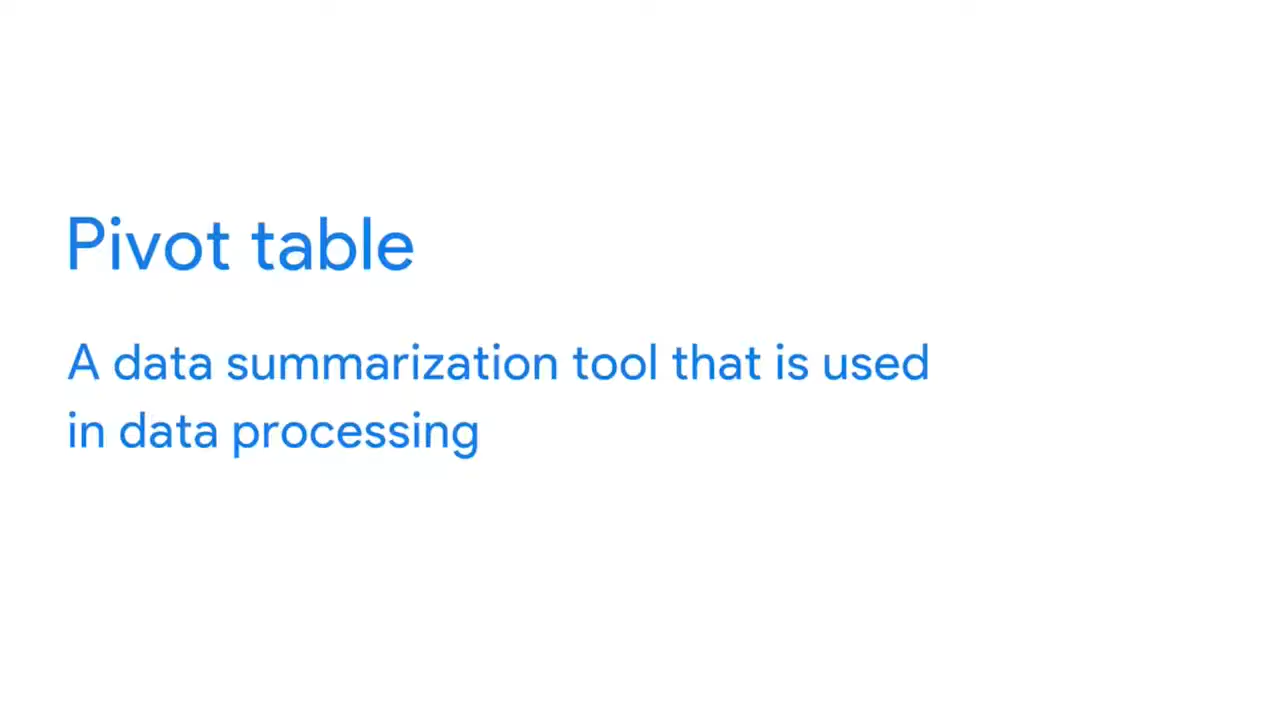 Pivot table
A data summarization tool that is used
in data processing